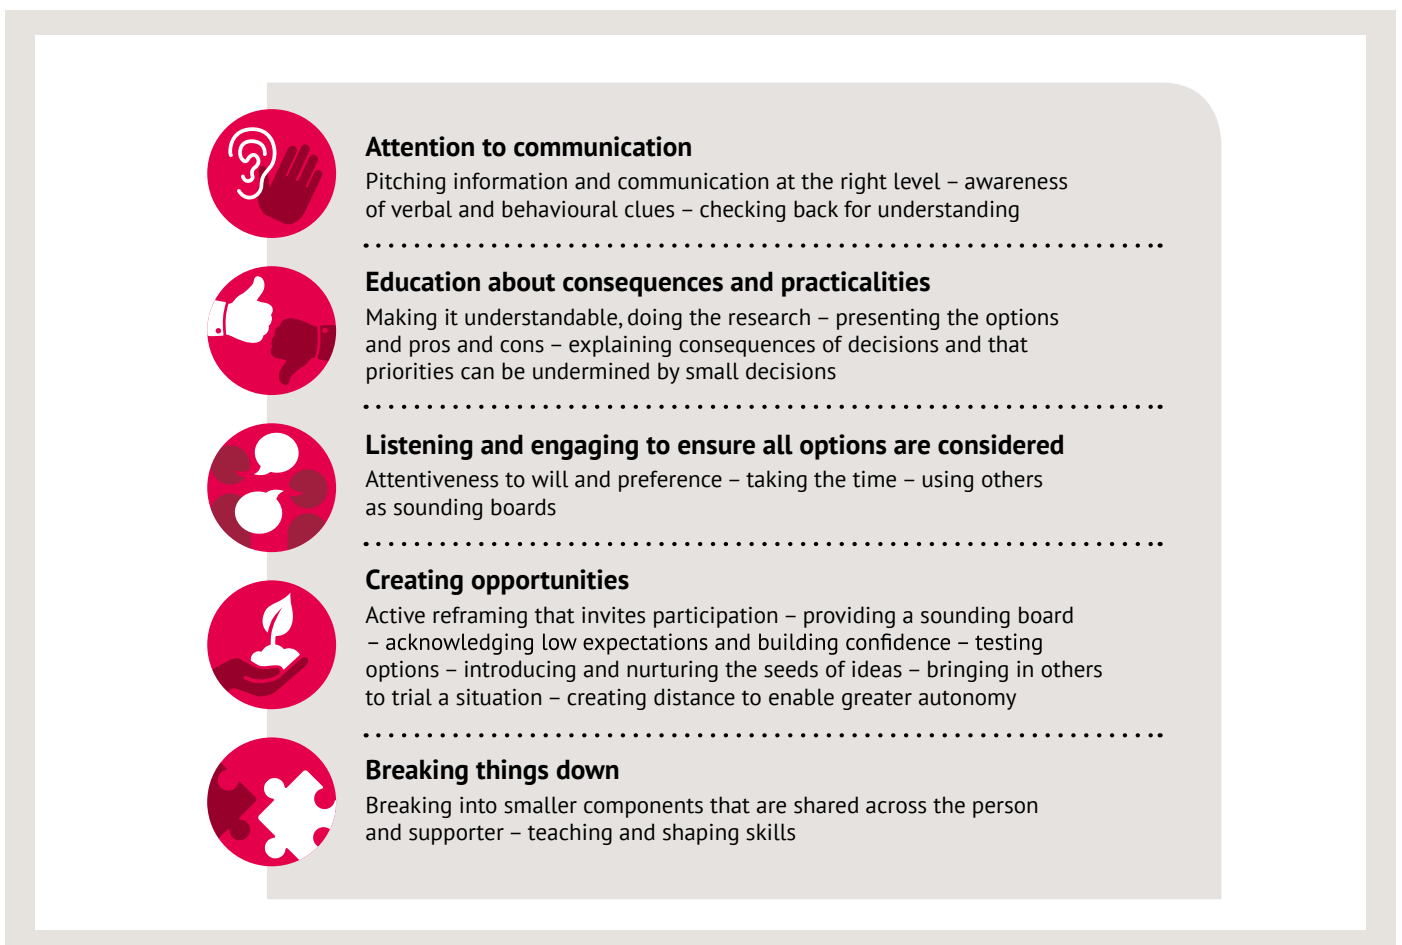 Attention to communication
Pitching information and communication at the right level – awareness
of verbal and behavioural clues – checking back for understanding
Education about consequences and practicalities
Making it understandable, doing the research – presenting the options
and pros and cons – explaining consequences of decisions and that
priorities can be undermined by small decisions
Listening and engaging to ensure all options are considered
Attentiveness to will and preference – taking the time – using others
as sounding boards
Creating opportunities
Active reframing that invites participation – providing a sounding board
– acknowledging low expectations and building confidence – testing
options – introducing and nurturing the seeds of ideas – bringing in others
to trial a situation – creating distance to enable greater autonomy
Breaking things down
Breaking into smaller components that are shared across the person
and supporter – teaching and shaping skills